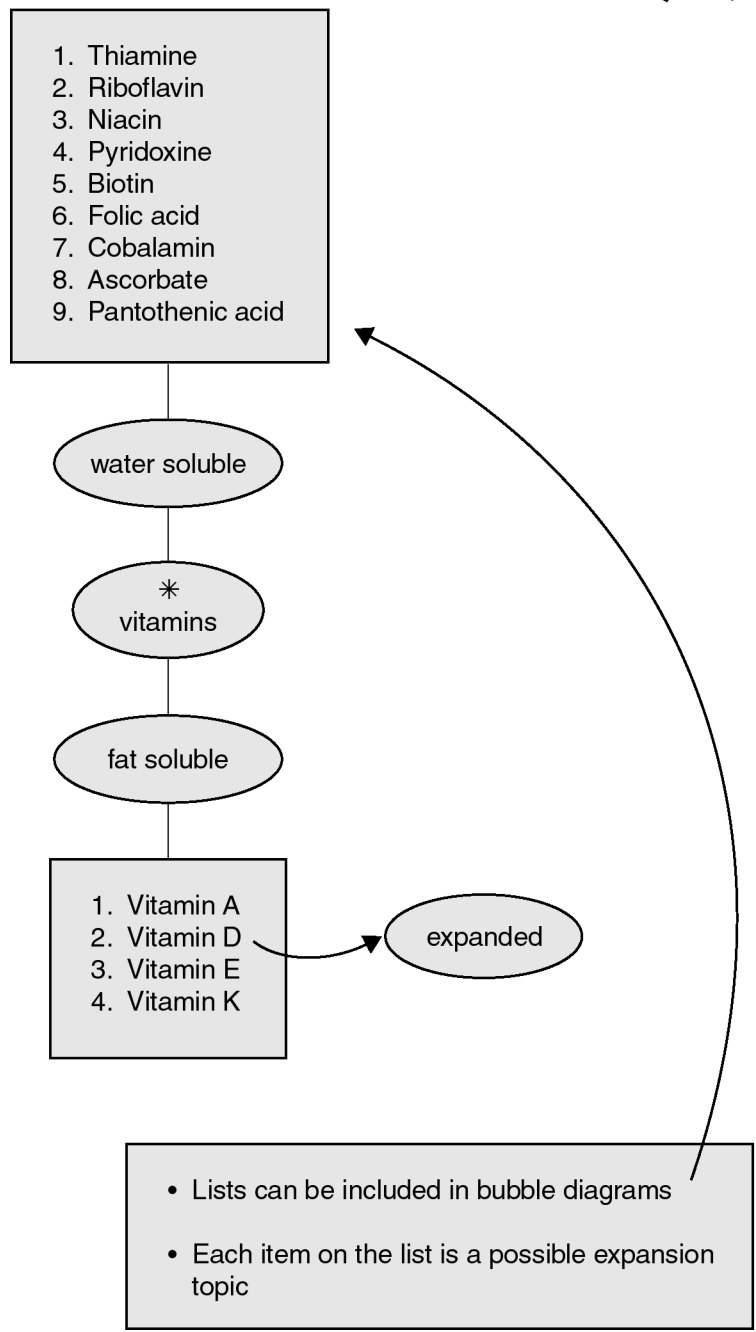 1. Thiamine
2. Riboflavin
3. Niacin
4. Pyridoxine
5. Biotin
6. Folic acid
7. Cobalamin
8. Ascorbate
9. Pantothenic acid
water soluble
*
vitamins
fat soluble
1. Vitamin A
2. Vitamin D
3. Vitamin E
4. Vitamin K
expanded
• Lists can be included in bubble diagrams
• Each item on the list is a possible expansion
topic